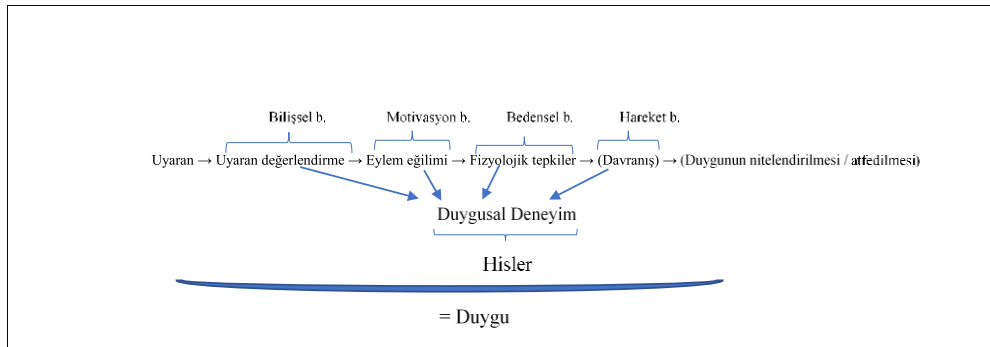 Bilişsel b. Motivasyon b. Bedensel b. Hareket b.
Uyaran → Uyaran değerlendirme → Eylem eğilimi → Fizyolojik tepkiler → (Davranış) → (Duygunun nitelendirilmesi / atfedilmesi)
Duygusal Deneyim
Hisler
= Duygu